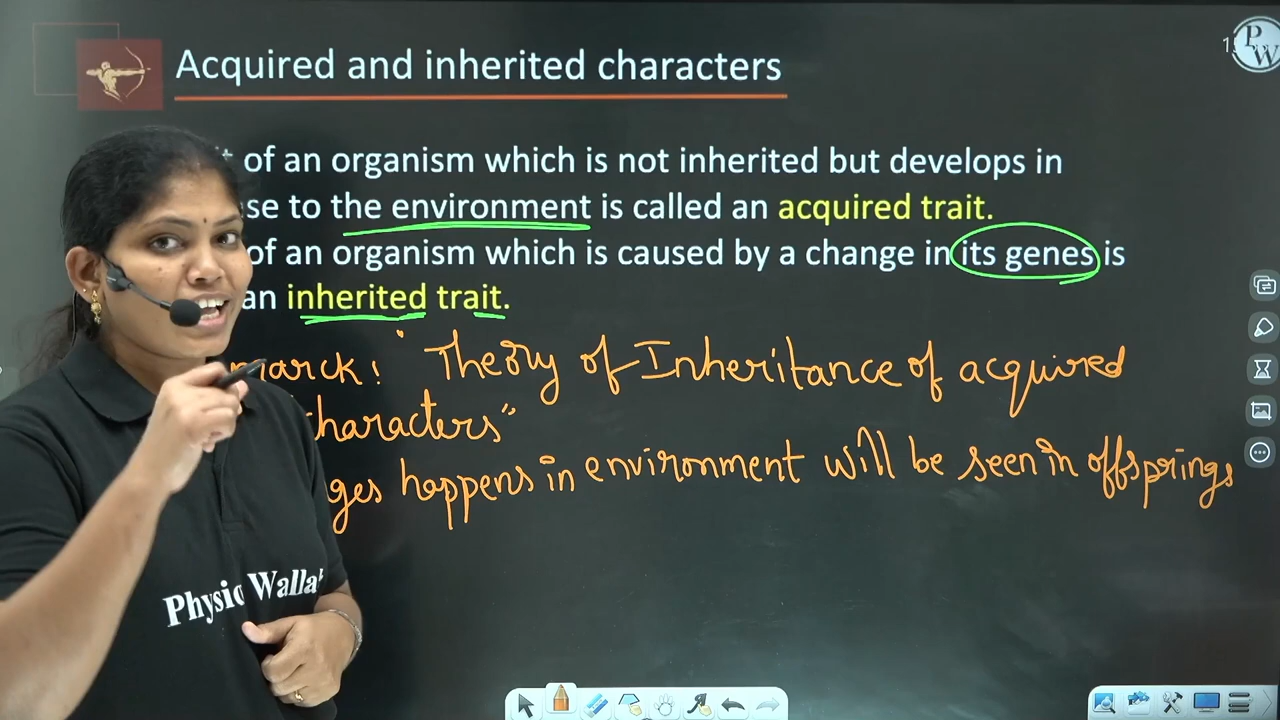 Acquired and inherited characters
of an organism which is not inherited but develops in
se to the environment is called an acquired trait.
of an organism which is caused by a change in its genes is
an inherited trait.
marck: "Theory of Inheritance of acquired
characters"
ges happens in environment will be seen in offsprings
Physic Walla
PW